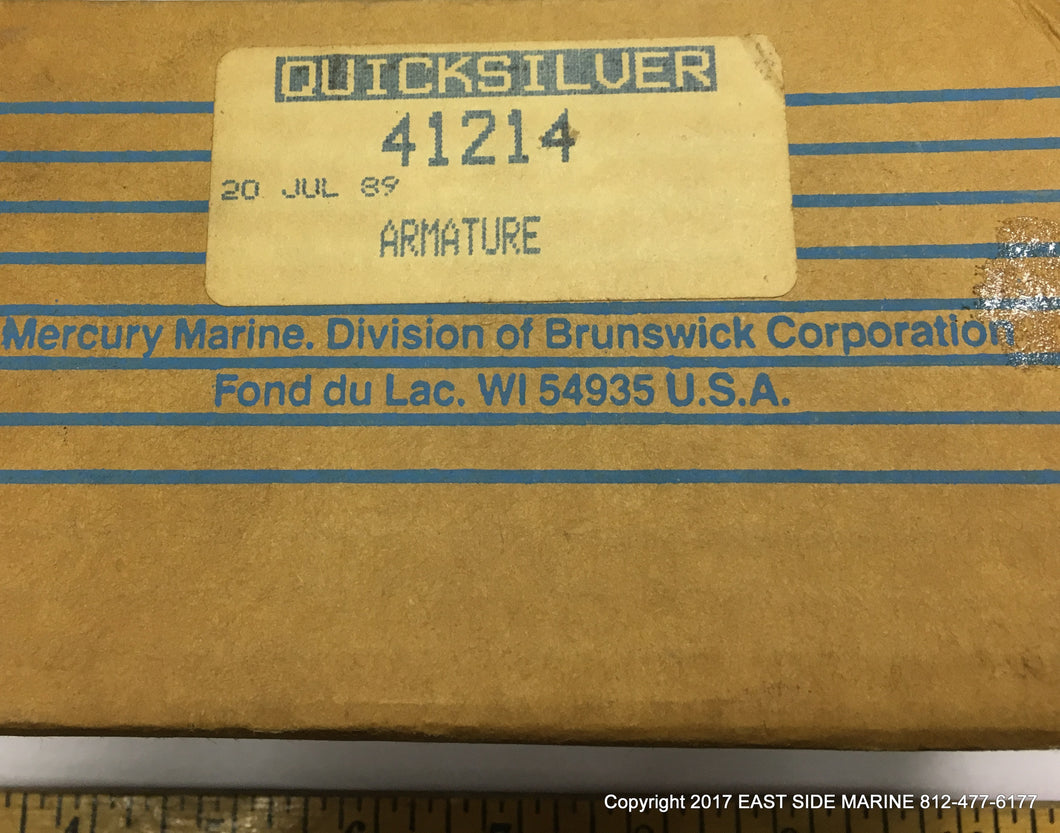 QUICKSILVER
41214
20 JUL 89
ARMATURE
Mercury Marine. Division of Brunswick Corporation
Fond du Lac. WI 54935 U.S.A.
6
Copyright 2017 EAST SIDE MARINE 812-477-6177